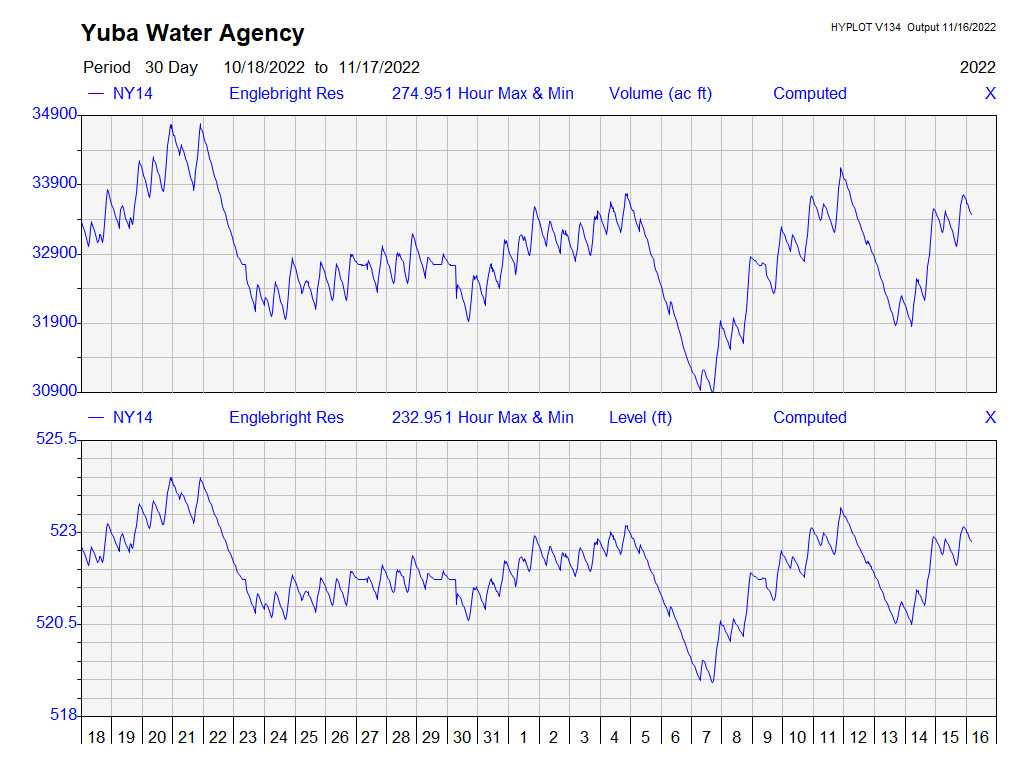 Yuba Water Agency
HYPLOT V134 Output 11/16/2022
Period 30 Day 10/18/2022 to 11/17/2022 2022
— NY14 Englebright Res 274.951 Hour Max & Min Volume (ac ft) Computed X
34900
33900
32900
31900
30900
— NY14 Englebright Res 232.951 Hour Max & Min Level (ft) Computed X
525.5
523
520.5
518
18 19 20 21 22 23 24 25 26 27 28 29 30 31 1 2 3 4 5 6 7 8 9 10 11 12 13 14 15 16